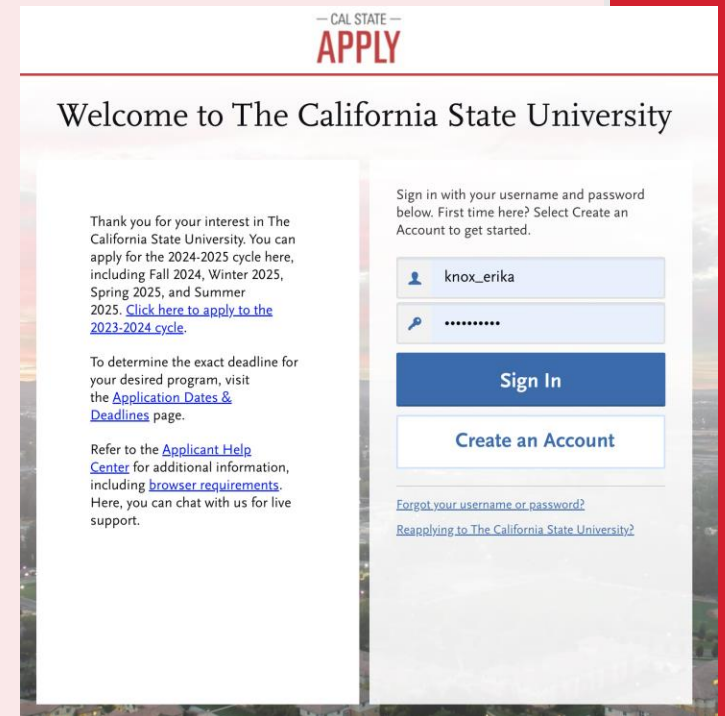 — CAL STATE —
APPLY
Welcome to The California State University
Thank you for your interest in The
California State University. You can
apply for the 2024-2025 cycle here,
including Fall 2024, Winter 2025,
Spring 2025, and Summer
2025. Click here to apply to the
2023-2024 cycle.
To determine the exact deadline for
your desired program, visit
the Application Dates &
Deadlines page.
Refer to the Applicant Help
Center for additional information,
including browser requirements.
Here, you can chat with us for live
support.
Sign in with your username and password
below. First time here? Select Create an
Account to get started.
knox_erika
••••••••••
Sign In
Create an Account
Forgot your username or password?
Reapplying to The California State University?